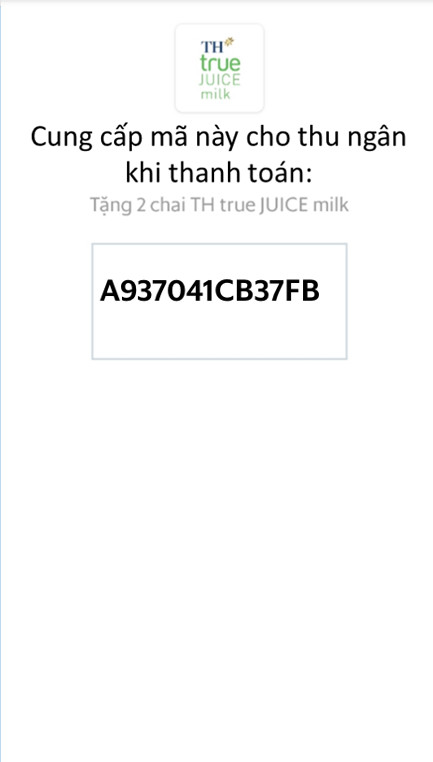 TH
true
JUICE
milk
Cung cấp mã này cho thu ngân
khi thanh toán:
Tặng 2 chai TH true JUICE milk
A937041CB37FB